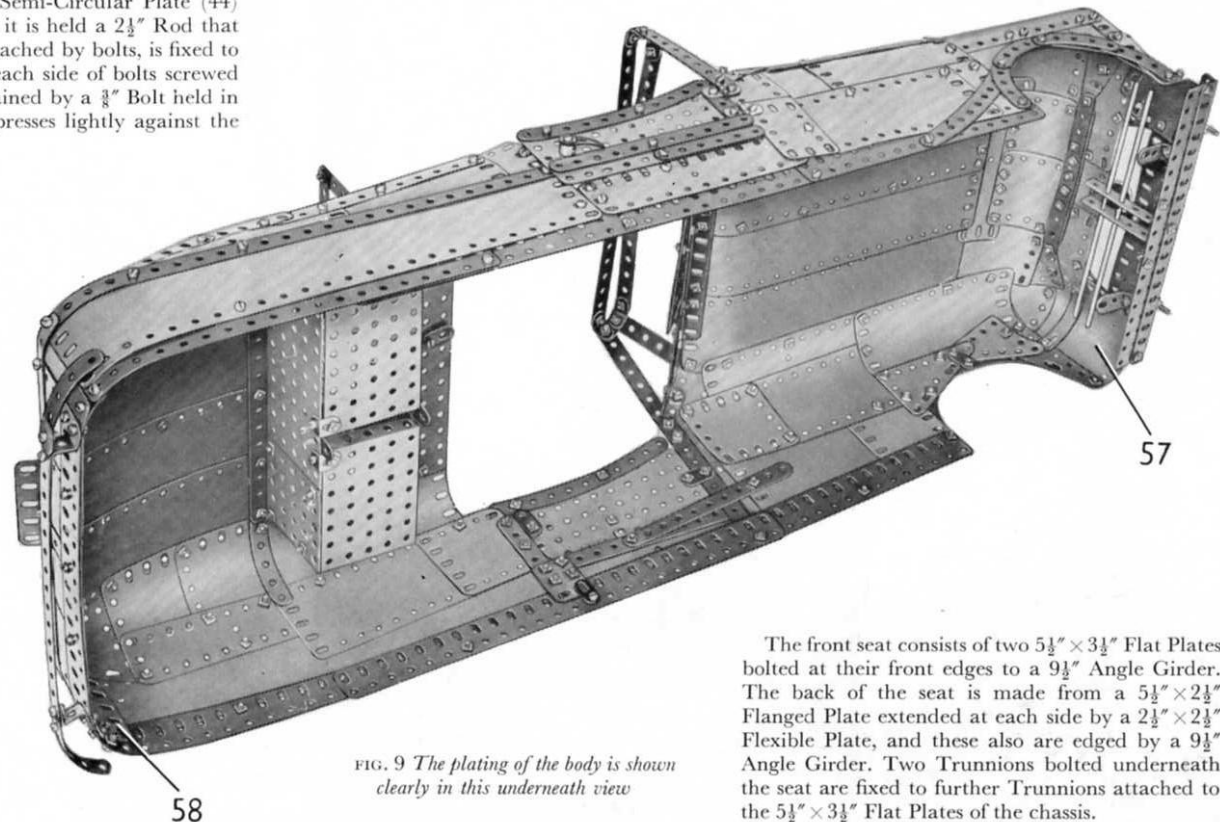 Semi-Circular Plate (44)
it is held a 2½″ Rod that
ached by bolts, is fixed to
each side of bolts screwed
ined by a ⅜″ Bolt held in
presses lightly against the
57
58
FIG. 9 The plating of the body is shown
clearly in this underneath view
The front seat consists of two 5½″ × 3½″ Flat Plates
bolted at their front edges to a 9½″ Angle Girder.
The back of the seat is made from a 5½″ × 2½″
Flanged Plate extended at each side by a 2½″ × 2½″
Flexible Plate, and these also are edged by a 9½″
Angle Girder. Two Trunnions bolted underneath
the seat are fixed to further Trunnions attached to
the 5½″ × 3½″ Flat Plates of the chassis.